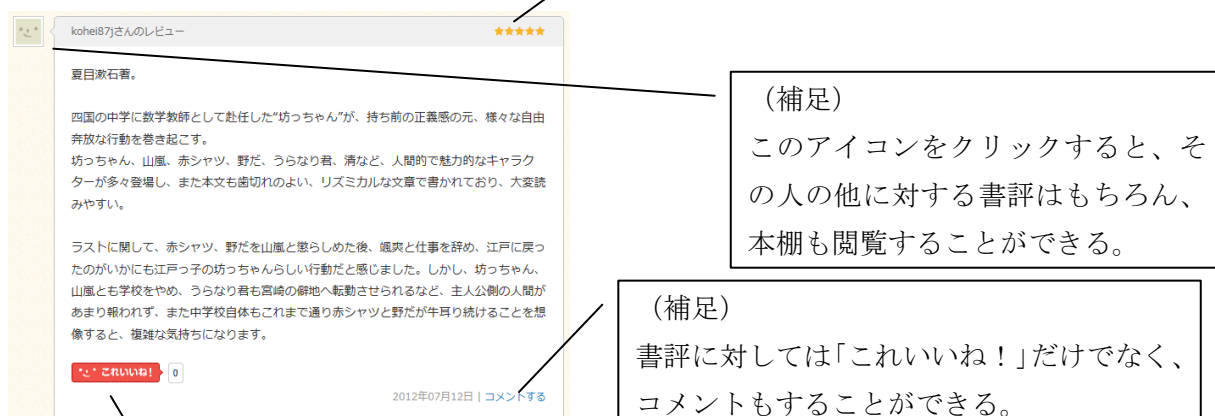 kohei87jさんのレビュー
★★★★★
夏目漱石著。
四国の中学に数学教師として赴任した“坊っちゃん”が、持ち前の正義感の元、様々な自由
奔放な行動を巻き起こす。
坊っちゃん、山嵐、赤シャツ、野だ、うらなり君、清など、人間的で魅力的なキャラク
ターが多々登場し、また本文も歯切れのよい、リズミカルな文章で書かれており、大変読
みやすい。
ラストに関して、赤シャツ、野だを山嵐と懲らしめた後、颯爽と仕事を辞め、江戸に戻っ
たのがいかにも江戸っ子の坊っちゃんらしい行動だと感じました。しかし、坊っちゃん、
山嵐とも学校をやめ、うらなり君も宮崎の僻地へ転勤させられるなど、主人公側の人間が
あまり報われず、また中学校自体もこれまで通り赤シャツと野だが牛耳り続けることを想
像すると、複雑な気持ちになります。
これいいね! 0
2012年07月12日 | コメントする
（補足）
このアイコンをクリックすると、そ
の人の他に対する書評はもちろん、
本棚も閲覧することができる。
（補足）
書評に対しては「これいいね！」だけでなく、
コメントもすることができる。